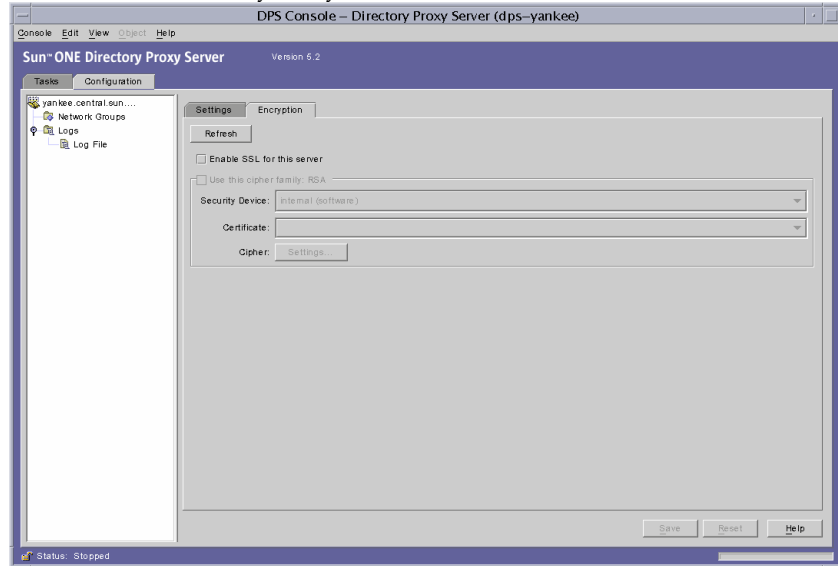 DPS Console – Directory Proxy Server (dps–yankee)
Console Edit View Object Help
Sun™ ONE Directory Proxy Server Version 5.2
Tasks Configuration
yankee.central.sun....
Network Groups
Logs
Log File
Settings Encryption
Refresh
Enable SSL for this server
Use this cipher family: RSA
Security Device: internal (software)
Certificate:
Cipher: Settings...
Save Reset Help
Status: Stopped